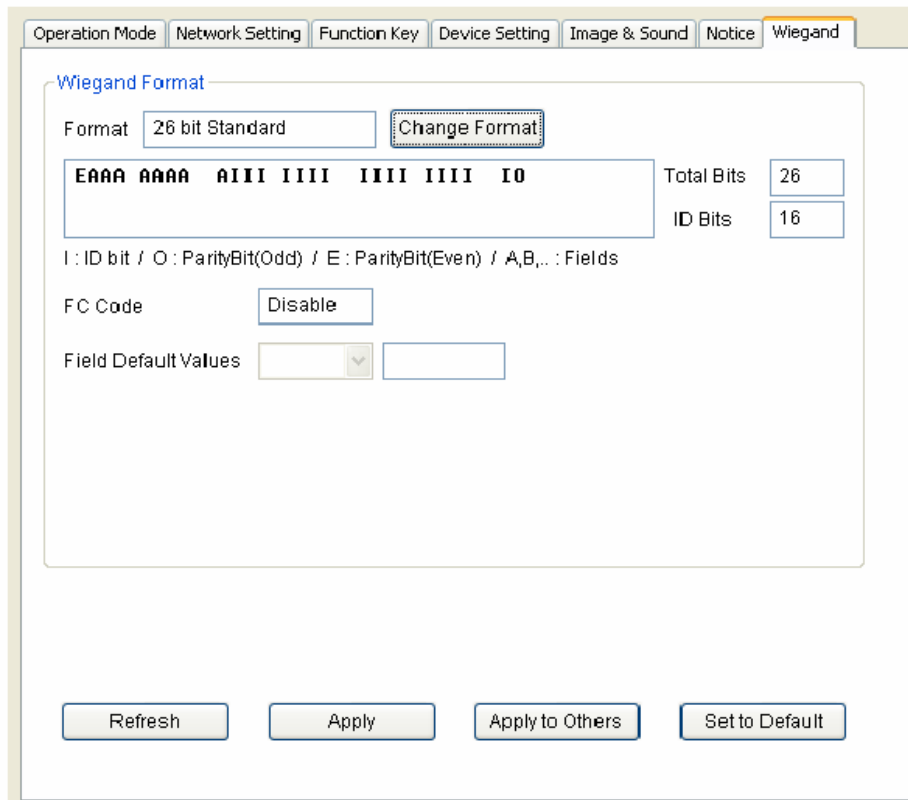 Operation Mode Network Setting Function Key Device Setting Image & Sound Notice Wiegand
Wiegand Format
Format 26 bit Standard Change Format
EAAA AAAA AIII IIII IIII IIII IO
Total Bits 26
ID Bits 16
I : ID bit / O : ParityBit(Odd) / E : ParityBit(Even) / A,B,.. : Fields
FC Code Disable
Field Default Values
Refresh Apply Apply to Others Set to Default